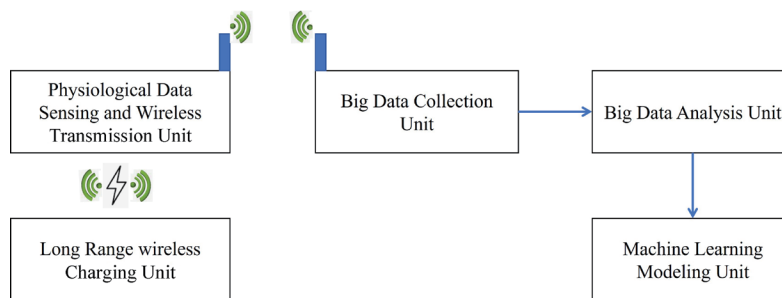 Physiological Data
Sensing and Wireless
Transmission Unit
Big Data Collection
Unit
Big Data Analysis Unit
Long Range wireless
Charging Unit
Machine Learning
Modeling Unit